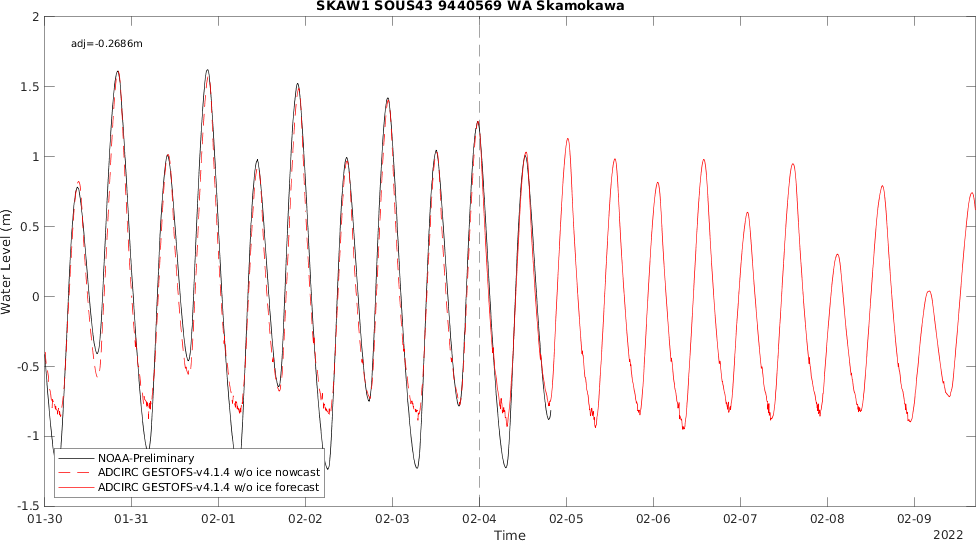 SKAW1 SOUS43 9440569 WA Skamokawa
adj=-0.2686m
Water Level (m)
2
1.5
1
0.5
0
-0.5
-1
-1.5
NOAA-Preliminary
ADCIRC GESTOFS-v4.1.4 w/o ice nowcast
ADCIRC GESTOFS-v4.1.4 w/o ice forecast
01-30 01-31 02-01 02-02 02-03 02-04 02-05 02-06 02-07 02-08 02-09
Time
2022